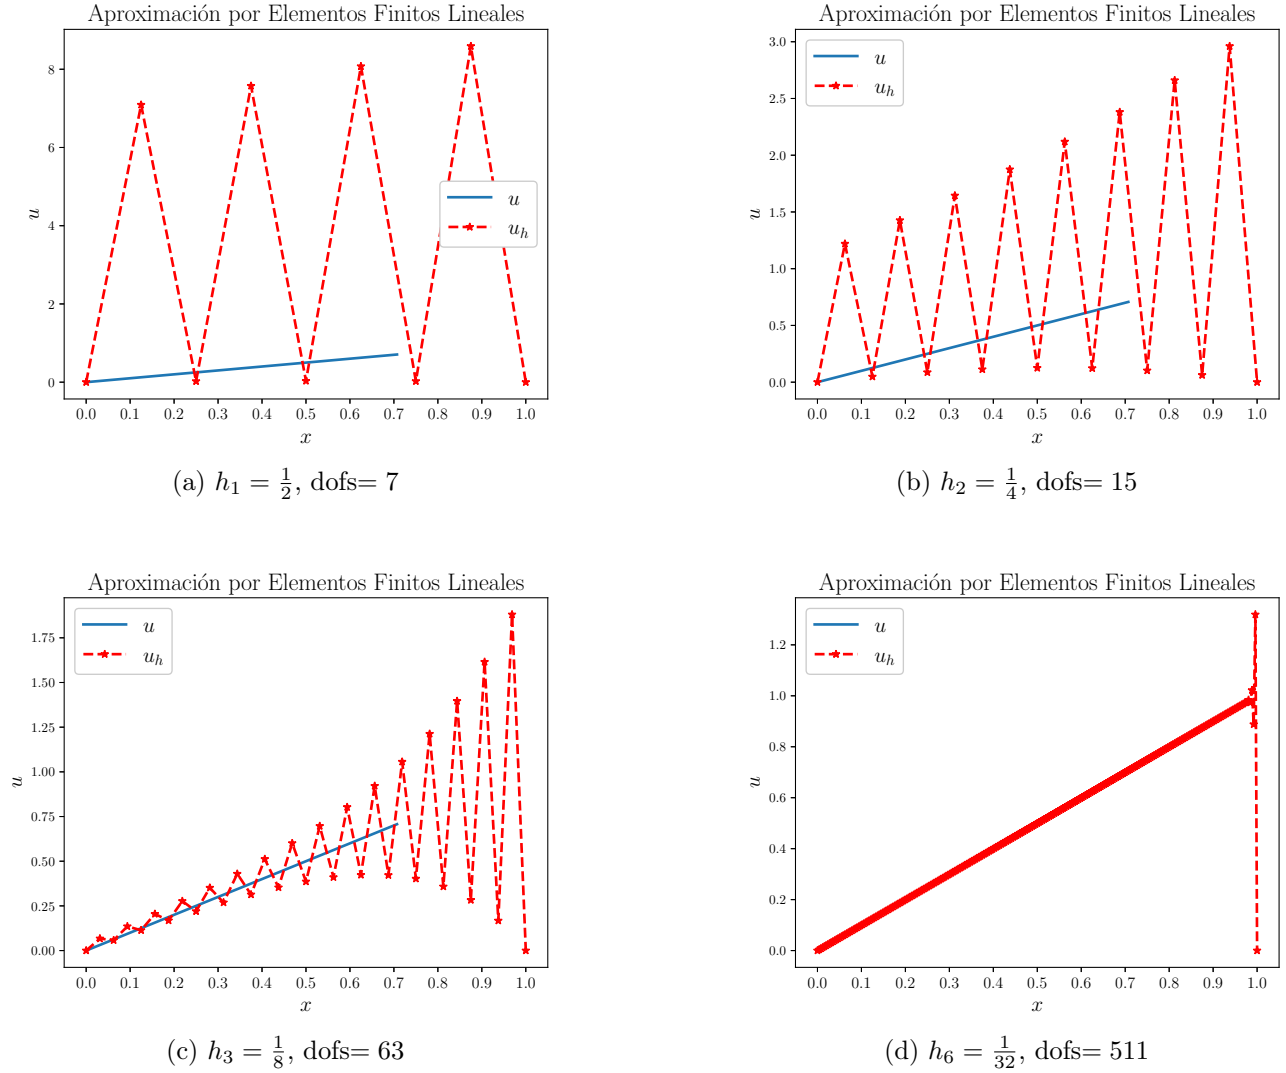 Aproximación por Elementos Finitos Lineales
u
8
6
4
2
0
u
u_h
0.0 0.1 0.2 0.3 0.4 0.5 0.6 0.7 0.8 0.9 1.0
x
(a) h_1 = 1/2, dofs= 7
Aproximación por Elementos Finitos Lineales
u
3.0
2.5
2.0
1.5
1.0
0.5
0.0
u
u_h
0.0 0.1 0.2 0.3 0.4 0.5 0.6 0.7 0.8 0.9 1.0
x
(b) h_2 = 1/4, dofs= 15
Aproximación por Elementos Finitos Lineales
u
1.75
1.50
1.25
1.00
0.75
0.50
0.25
0.00
u
u_h
0.0 0.1 0.2 0.3 0.4 0.5 0.6 0.7 0.8 0.9 1.0
x
(c) h_3 = 1/8, dofs= 63
Aproximación por Elementos Finitos Lineales
u
1.2
1.0
0.8
0.6
0.4
0.2
0.0
u
u_h
0.0 0.1 0.2 0.3 0.4 0.5 0.6 0.7 0.8 0.9 1.0
x
(d) h_6 = 1/32, dofs= 511